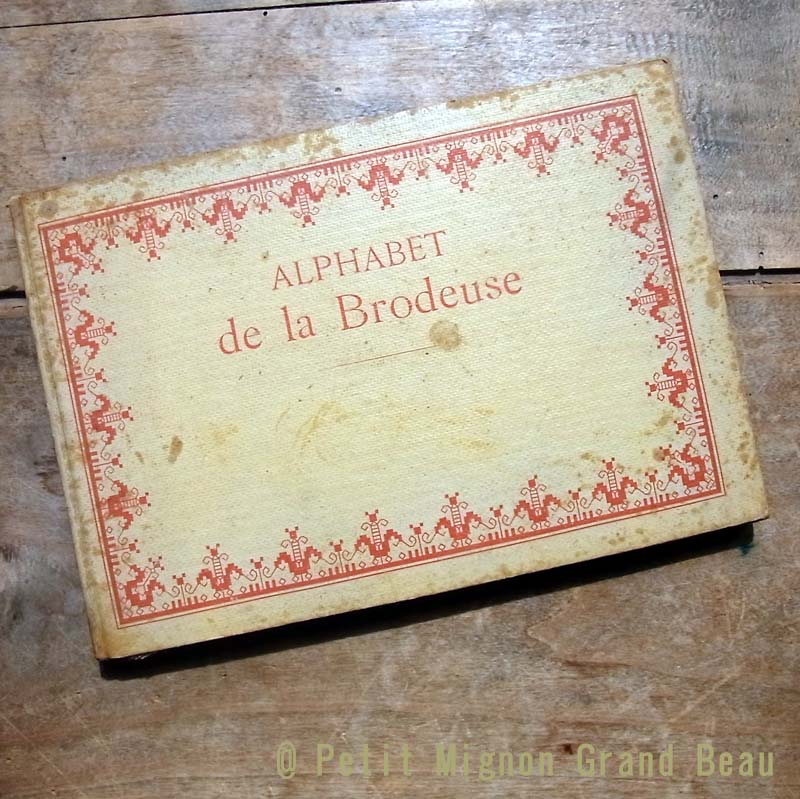 ALPHABET
de la Brodeuse
@ Petit Mignon Grand Beau